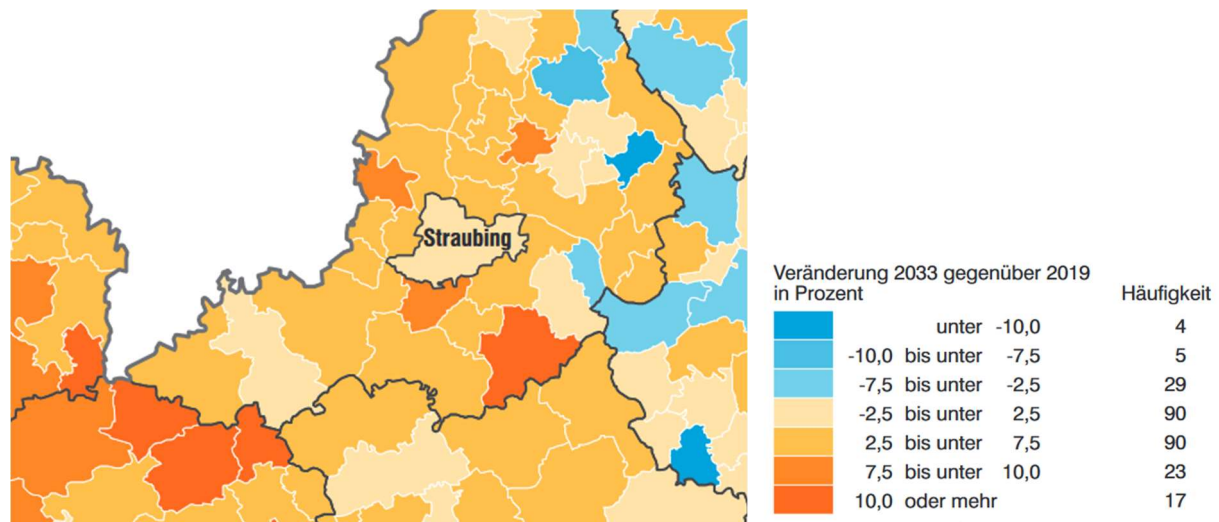 Straubing
Veränderung 2033 gegenüber 2019
in Prozent Häufigkeit
unter -10,0 4
-10,0 bis unter -7,5 5
-7,5 bis unter -2,5 29
-2,5 bis unter 2,5 90
2,5 bis unter 7,5 90
7,5 bis unter 10,0 23
10,0 oder mehr 17